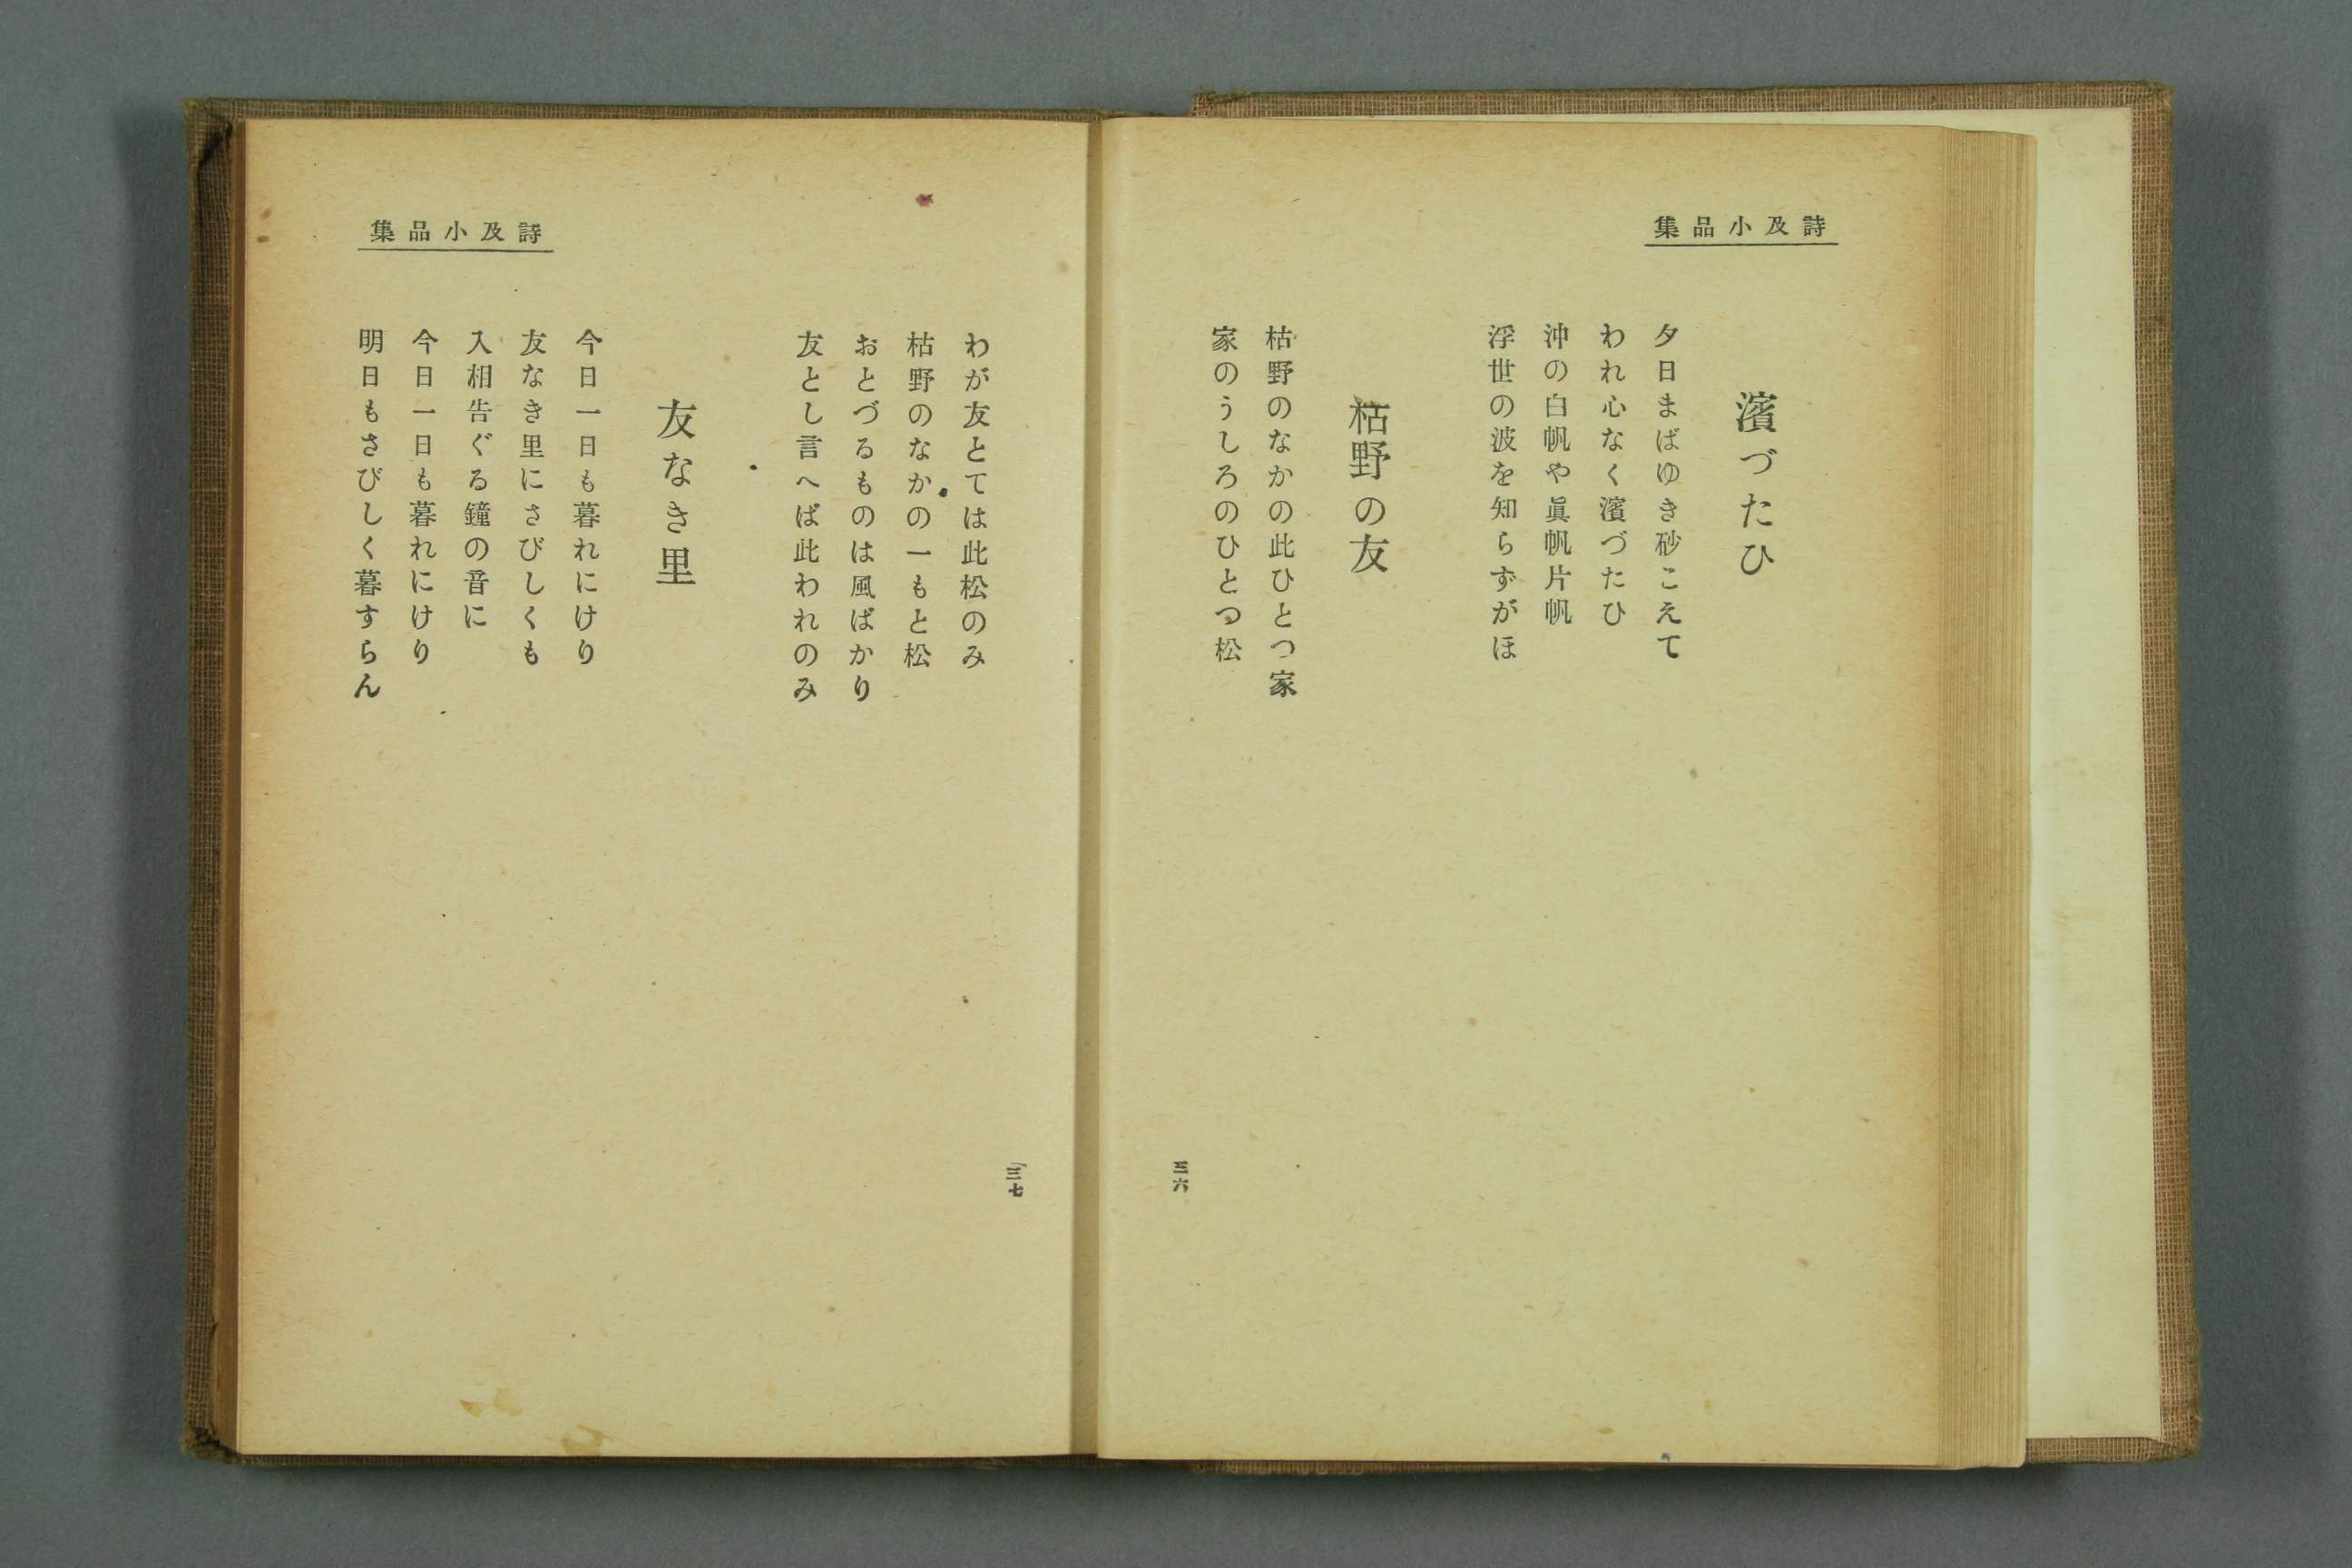 詩及小品集
濱づたひ
夕日まばゆき砂こえて
われ心なく濱づたひ
沖の白帆や眞帆片帆
浮世の波を知らずがほ
枯野の友
枯野のなかの此ひとつ家
家のうしろのひとつ松
三六
詩及小品集
わが友とては此松のみ
枯野のなかの一もと松
おとづるものは風ばかり
友とし言へば此われのみ
友なき里
今日一日も暮れにけり
友なき里にさびしくも
入相告ぐる鐘の音に
今日一日も暮れにけり
明日もさびしく暮すらん
三七